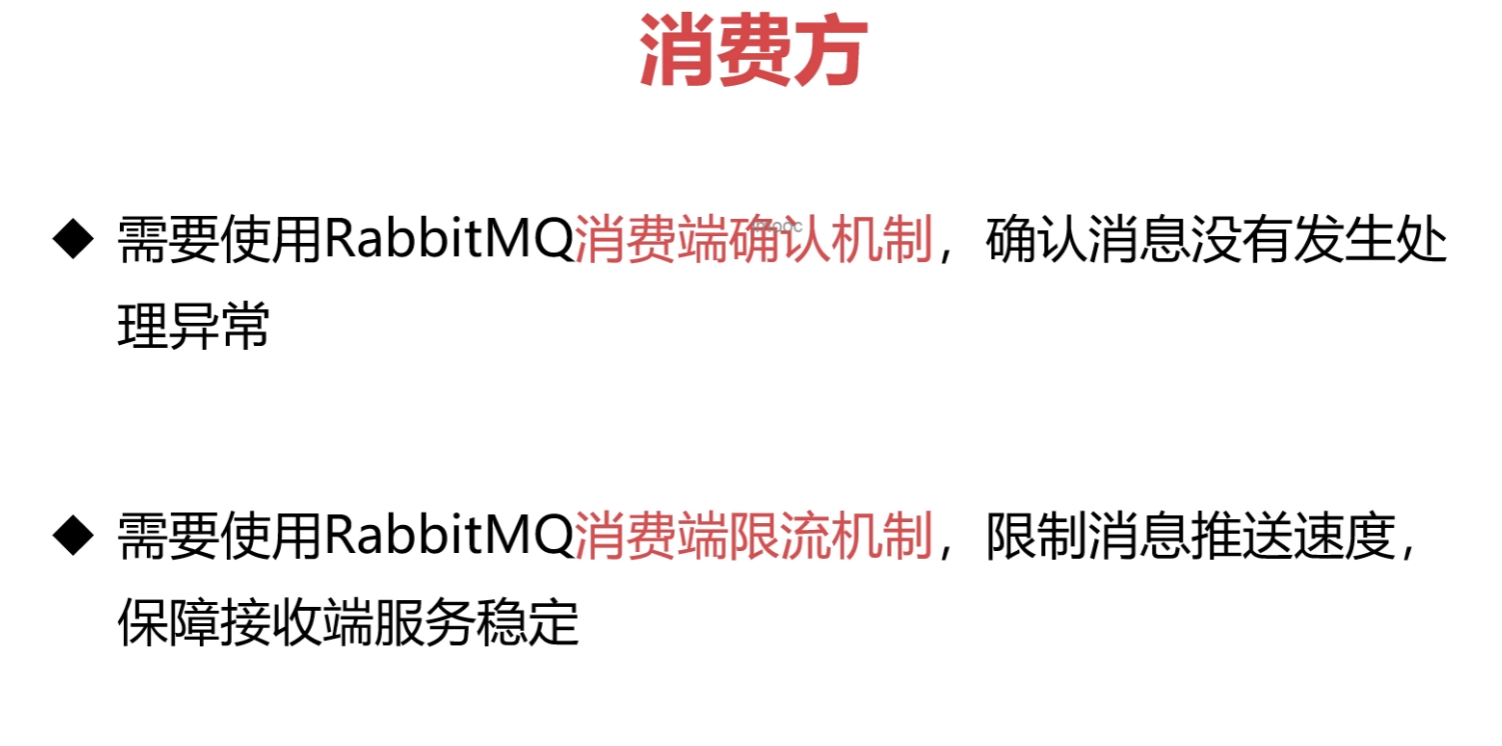 消费方
◆ 需要使用RabbitMQ消费端确认机制，确认消息没有发生处
理异常
◆ 需要使用RabbitMQ消费端限流机制，限制消息推送速度，
保障接收端服务稳定